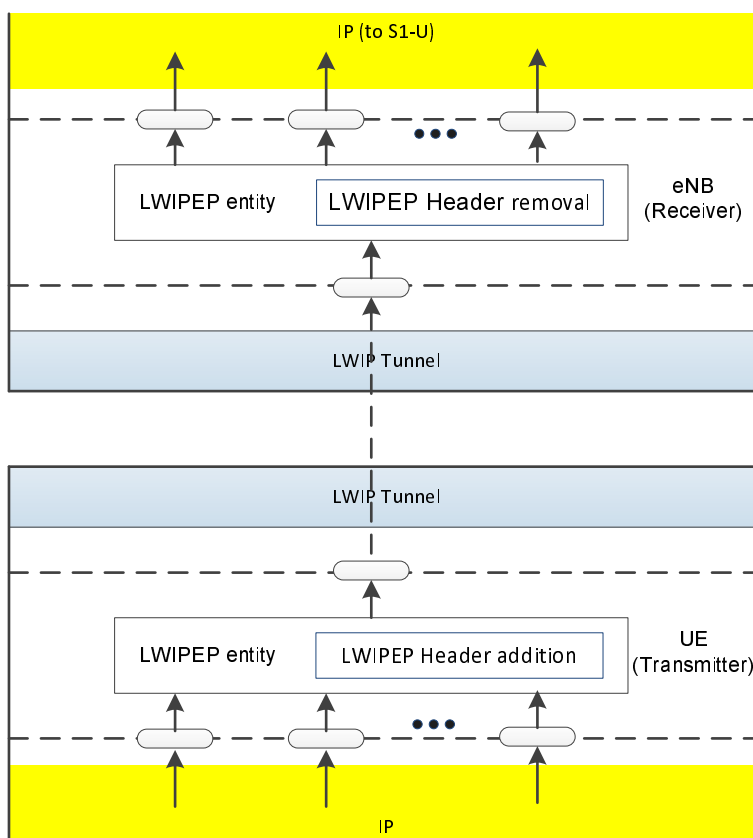 IP (to S1-U)
LWIPEP entity
LWIPEP Header removal
eNB
(Receiver)
LWIP Tunnel
LWIP Tunnel
LWIPEP entity
LWIPEP Header addition
UE
(Transmitter)
IP